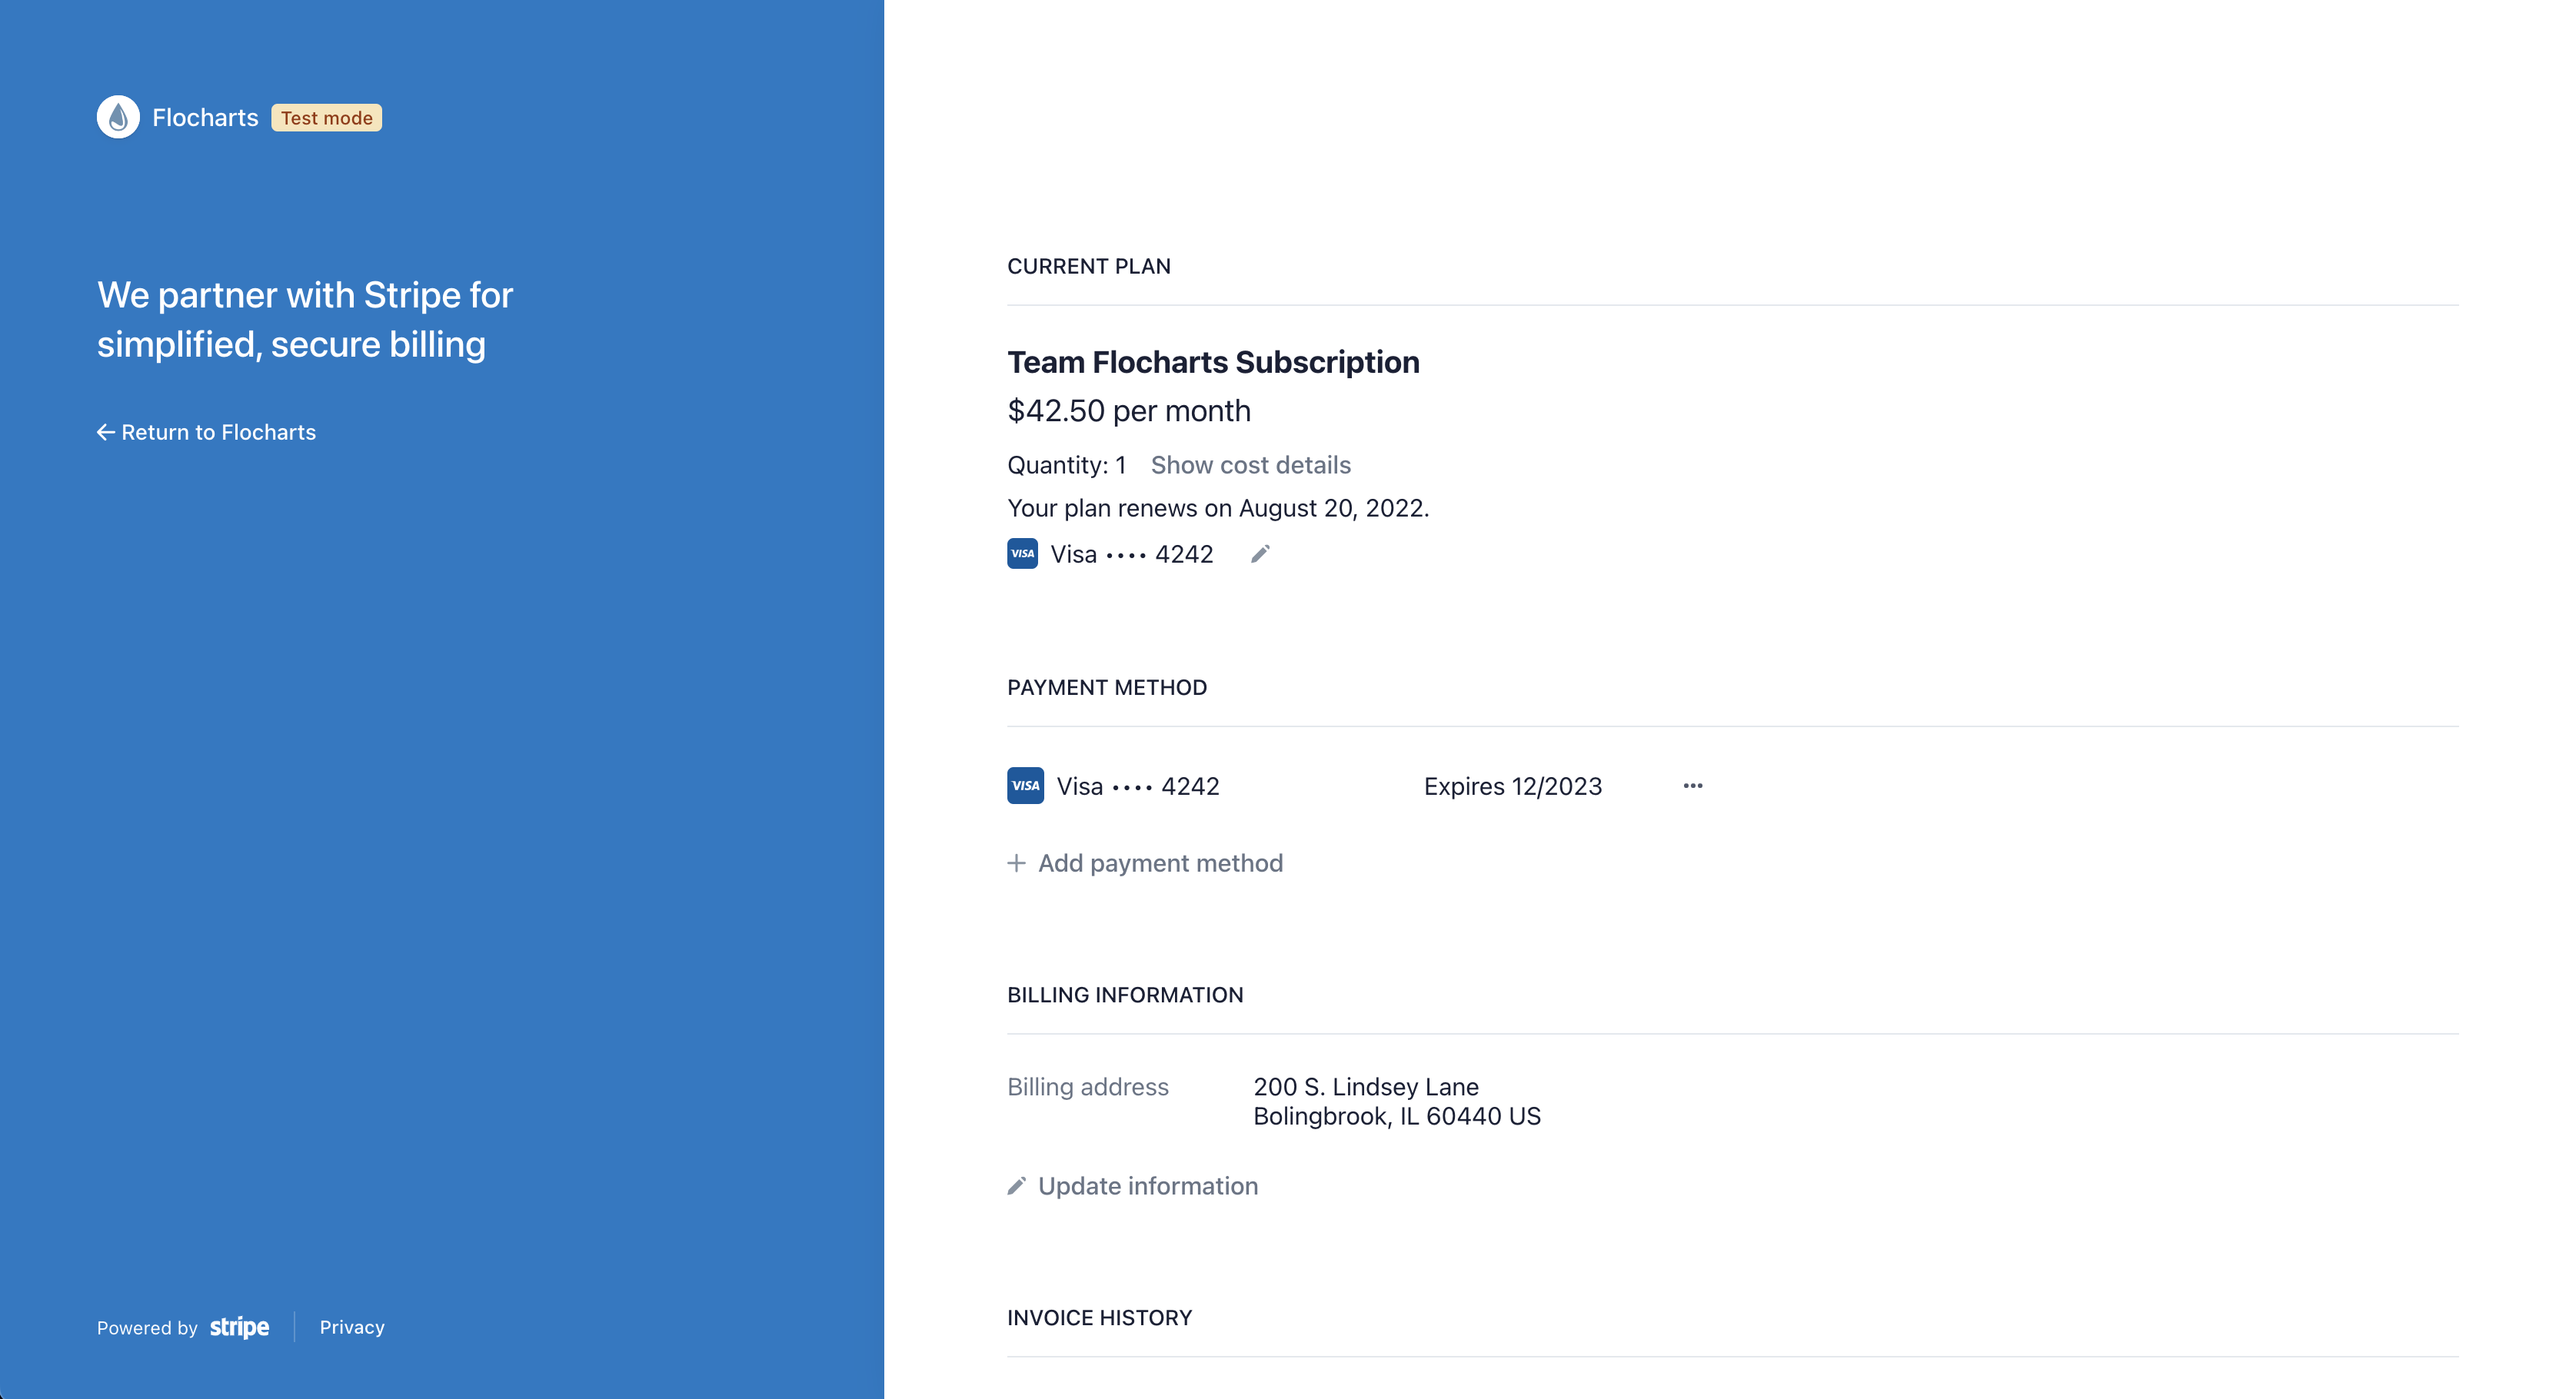 Flocharts Test mode
We partner with Stripe for
simplified, secure billing
← Return to Flocharts
Powered by stripe Privacy
CURRENT PLAN
Team Flocharts Subscription
$42.50 per month
Quantity: 1 Show cost details
Your plan renews on August 20, 2022.
VISA Visa •••• 4242
PAYMENT METHOD
VISA Visa •••• 4242 Expires 12/2023 •••
+ Add payment method
BILLING INFORMATION
Billing address 200 S. Lindsey Lane
Bolingbrook, IL 60440 US
Update information
INVOICE HISTORY